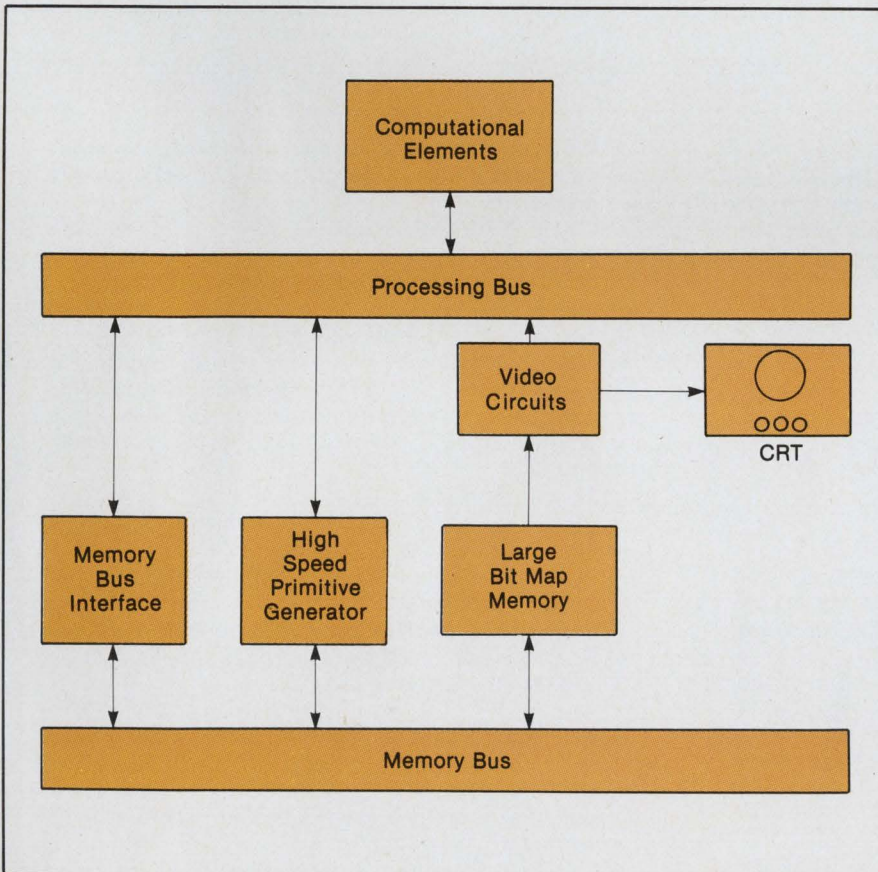 Computational
Elements
Processing Bus
Video
Circuits
CRT
Memory
Bus
Interface
High
Speed
Primitive
Generator
Large
Bit Map
Memory
Memory Bus